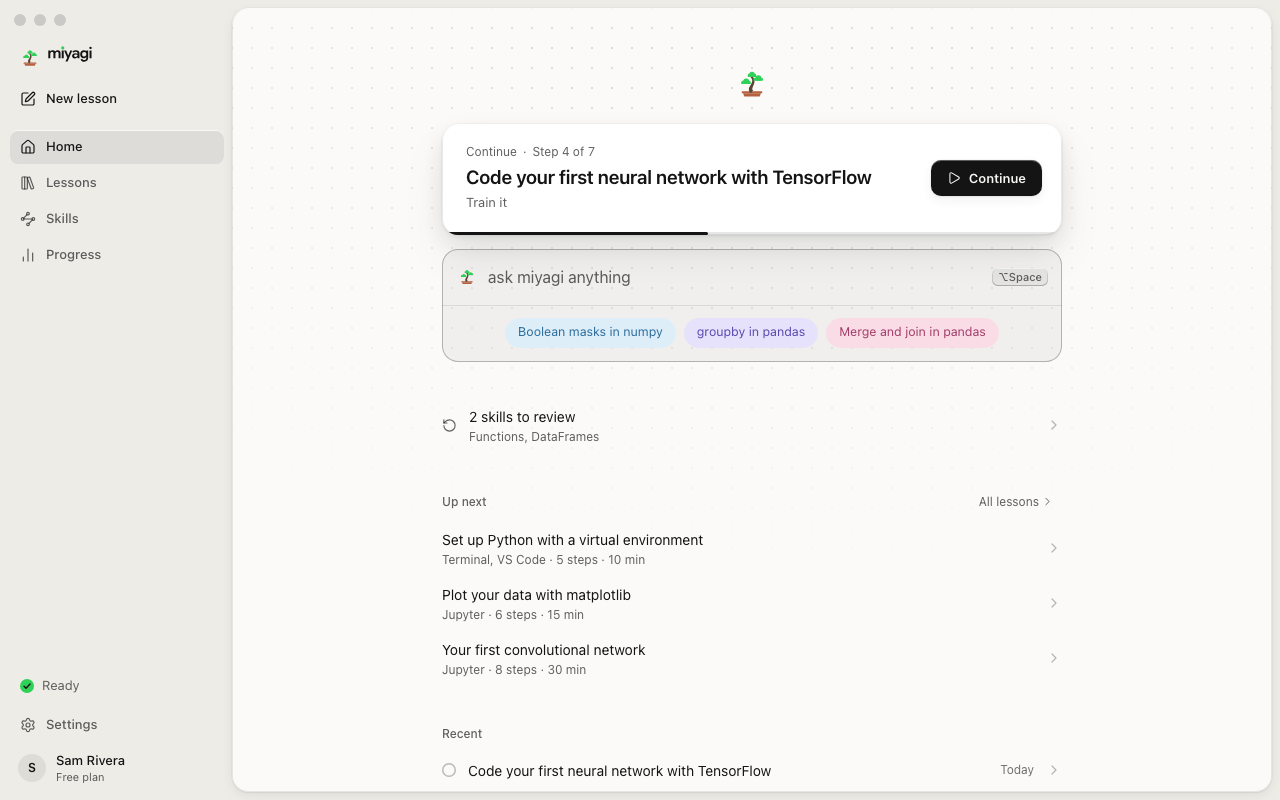 miyagi
New lesson
Home
Lessons
Skills
Progress
Ready
Settings
S
Sam Rivera
Free plan
Continue · Step 4 of 7
Code your first neural network with TensorFlow
Train it
Continue
ask miyagi anything
⌥Space
Boolean masks in numpy
groupby in pandas
Merge and join in pandas
2 skills to review
Functions, DataFrames
Up next
All lessons
Set up Python with a virtual environment
Terminal, VS Code · 5 steps · 10 min
Plot your data with matplotlib
Jupyter · 6 steps · 15 min
Your first convolutional network
Jupyter · 8 steps · 30 min
Recent
Code your first neural network with TensorFlow
Today